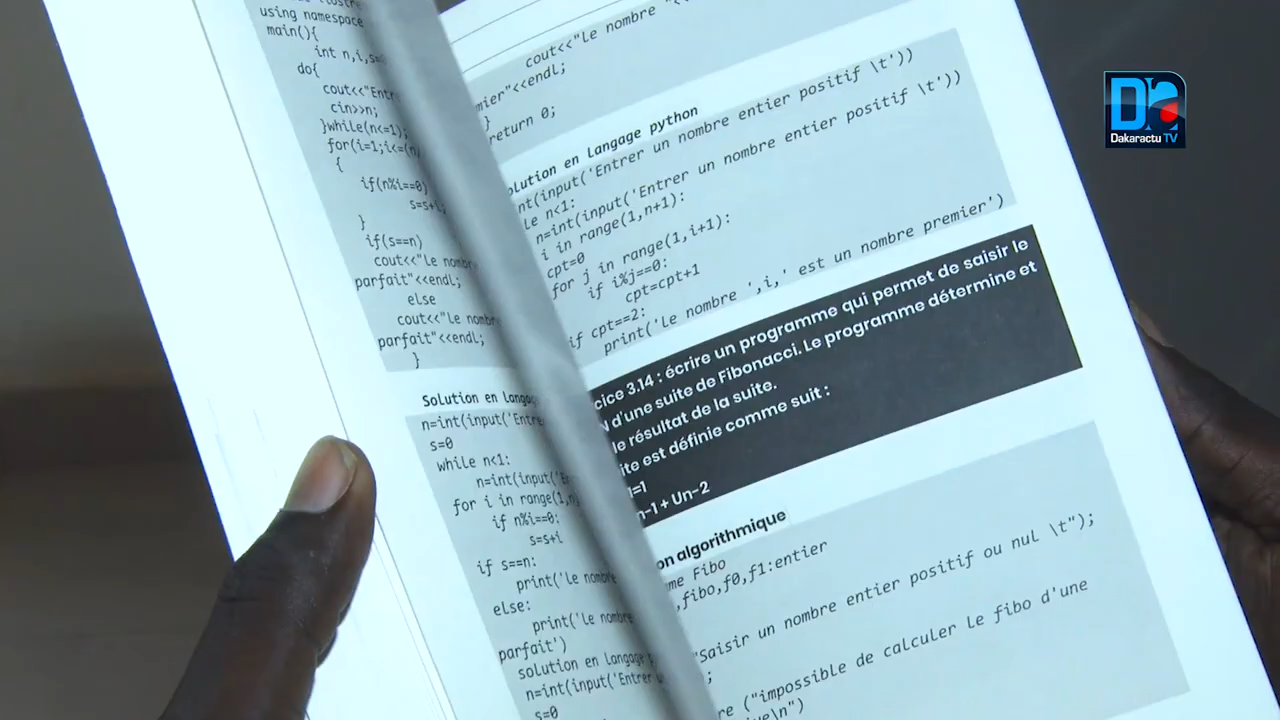 using namespace
main(){
int n,i,s=
do{
cout<<"Entr
cin>>n;
}while(n<=1);
for(i=1;i<=(n/
{
if(n%i==0)
s=s+i;
}
if(s==n)
cout<<"Le nombre
parfait"<<endl;
else
cout<<"Le nombre
parfait"<<endl;
}
Solution en langage
n=int(input('Entre
s=0
while n<1:
n=int(input('En
for i in range(1,n)
if n%i==0:
s=s+i
if s==n:
print('le nombre
else:
print('le nombre
parfait')
solution en langage p
n=int(input('Entrer u
s=0
cout<<"Le nombre "<<
mier"<<endl;
}
return 0;
olution en langage python
nt(input('Entrer un nombre entier positif \t'))
le n<1:
n=int(input('Entrer un nombre entier positif \t'))
i in range(1,n+1):
cpt=0
for j in range(1,i+1):
if i%j==0:
cpt=cpt+1
if cpt==2:
print('le nombre ',i,' est un nombre premier')
cice 3.14 : écrire un programme qui permet de saisir le
N d'une suite de Fibonacci. Le programme détermine et
le résultat de la suite.
ite est définie comme suit :
1=1
n-1 + Un-2
on algorithmique
me Fibo
,fibo,f0,f1:entier
"Saisir un nombre entier positif ou nul \t");
re ("impossible de calculer le fibo d'une
ive\n")
Dakaractu TV